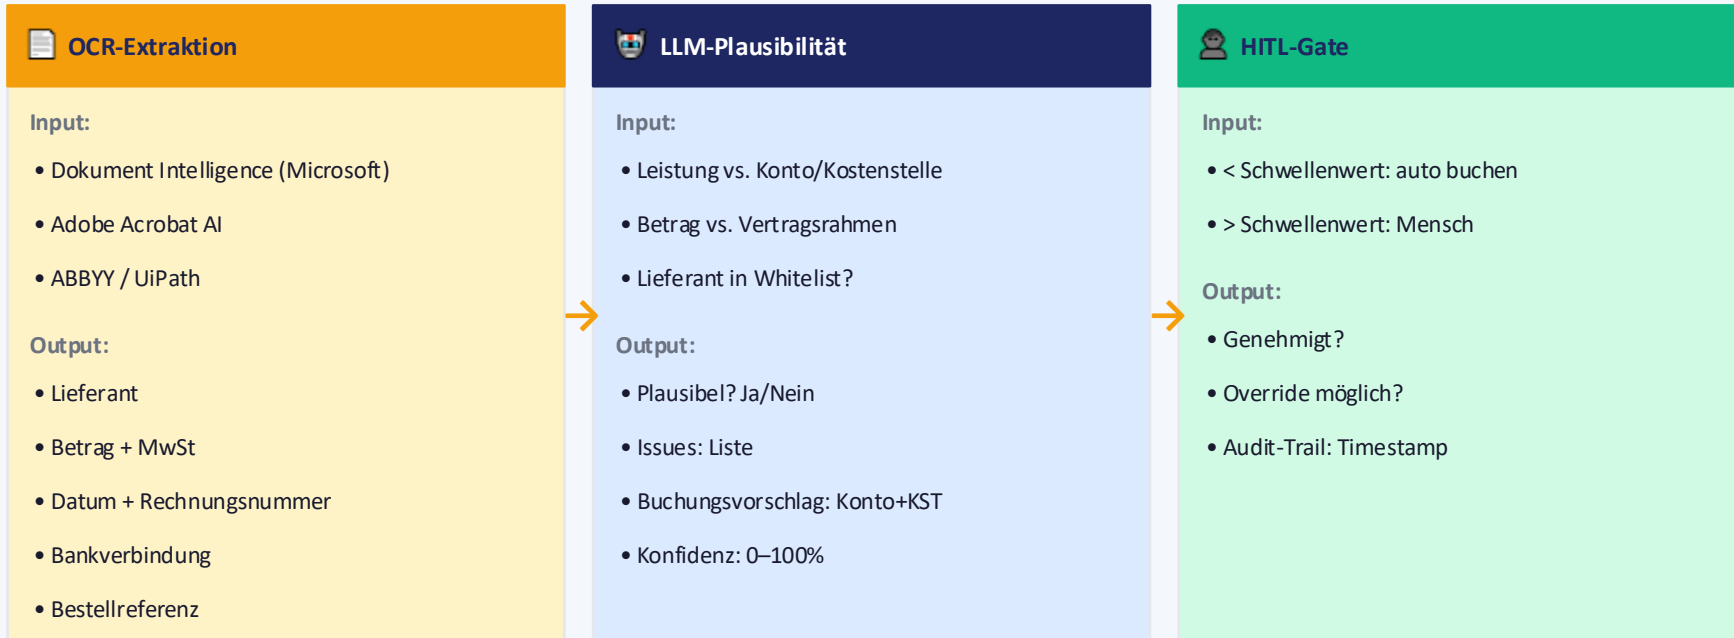 OCR-Extraktion
Input:
• Dokument Intelligence (Microsoft)
• Adobe Acrobat AI
• ABBYY / UiPath
Output:
• Lieferant
• Betrag + MwSt
• Datum + Rechnungsnummer
• Bankverbindung
• Bestellreferenz
LLM-Plausibilität
Input:
• Leistung vs. Konto/Kostenstelle
• Betrag vs. Vertragsrahmen
• Lieferant in Whitelist?
Output:
• Plausibel? Ja/Nein
• Issues: Liste
• Buchungsvorschlag: Konto+KST
• Konfidenz: 0–100%
HITL-Gate
Input:
• < Schwellenwert: auto buchen
• > Schwellenwert: Mensch
Output:
• Genehmigt?
• Override möglich?
• Audit-Trail: Timestamp